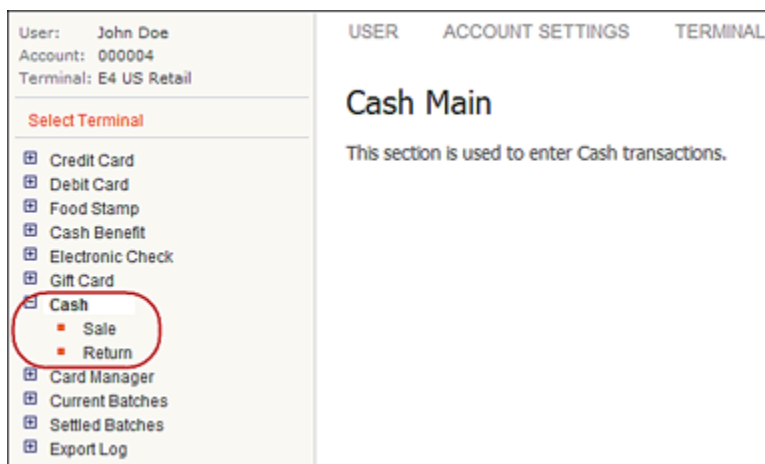 User: John Doe
Account: 000004
Terminal: E4 US Retail
Select Terminal
Credit Card
Debit Card
Food Stamp
Cash Benefit
Electronic Check
Gift Card
Cash
Sale
Return
Card Manager
Current Batches
Settled Batches
Export Log
USER ACCOUNT SETTINGS TERMINAL
Cash Main
This section is used to enter Cash transactions.